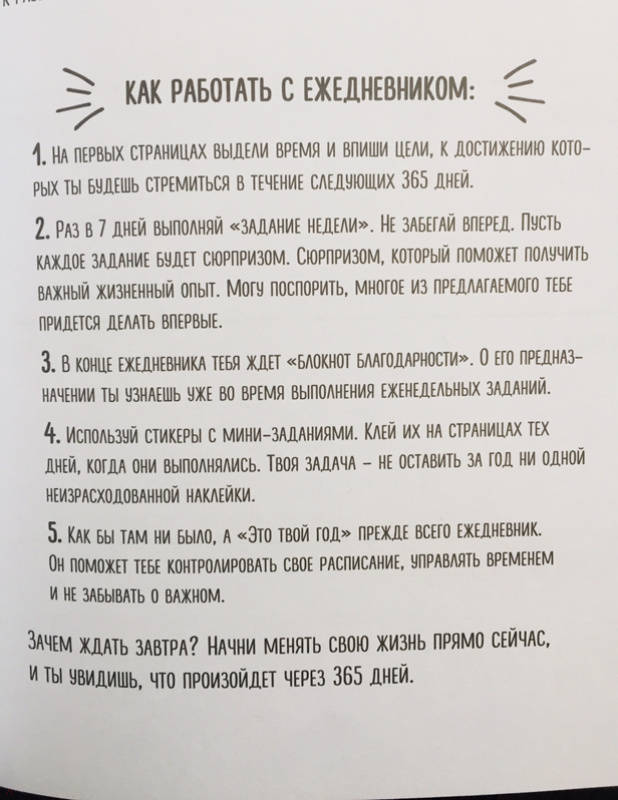 КАК РАБОТАТЬ С ЕЖЕДНЕВНИКОМ:
1. НА ПЕРВЫХ СТРАНИЦАХ ВЫДЕЛИ ВРЕМЯ И ВПИШИ ЦЕЛИ, К ДОСТИЖЕНИЮ КОТО-
РЫХ ТЫ БУДЕШЬ СТРЕМИТЬСЯ В ТЕЧЕНИЕ СЛЕДУЮЩИХ 365 ДНЕЙ.
2. РАЗ В 7 ДНЕЙ ВЫПОЛНЯЙ «ЗАДАНИЕ НЕДЕЛИ». НЕ ЗАБЕГАЙ ВПЕРЕД. ПУСТЬ
КАЖДОЕ ЗАДАНИЕ БУДЕТ СЮРПРИЗОМ. СЮРПРИЗОМ, КОТОРЫЙ ПОМОЖЕТ ПОЛУЧИТЬ
ВАЖНЫЙ ЖИЗНЕННЫЙ ОПЫТ. МОГУ ПОСПОРИТЬ, МНОГОЕ ИЗ ПРЕДЛАГАЕМОГО ТЕБЕ
ПРИДЕТСЯ ДЕЛАТЬ ВПЕРВЫЕ.
3. В КОНЦЕ ЕЖЕДНЕВНИКА ТЕБЯ ЖДЕТ «БЛОКНОТ БЛАГОДАРНОСТИ». О ЕГО ПРЕДНАЗ-
НАЧЕНИИ ТЫ УЗНАЕШЬ УЖЕ ВО ВРЕМЯ ВЫПОЛНЕНИЯ ЕЖЕНЕДЕЛЬНЫХ ЗАДАНИЙ.
4. ИСПОЛЬЗУЙ СТИКЕРЫ С МИНИ-ЗАДАНИЯМИ. КЛЕЙ ИХ НА СТРАНИЦАХ ТЕХ
ДНЕЙ, КОГДА ОНИ ВЫПОЛНЯЛИСЬ. ТВОЯ ЗАДАЧА – НЕ ОСТАВИТЬ ЗА ГОД НИ ОДНОЙ
НЕИЗРАСХОДОВАННОЙ НАКЛЕЙКИ.
5. КАК БЫ ТАМ НИ БЫЛО, А «ЭТО ТВОЙ ГОД» ПРЕЖДЕ ВСЕГО ЕЖЕДНЕВНИК.
ОН ПОМОЖЕТ ТЕБЕ КОНТРОЛИРОВАТЬ СВОЕ РАСПИСАНИЕ, УПРАВЛЯТЬ ВРЕМЕНЕМ
И НЕ ЗАБЫВАТЬ О ВАЖНОМ.
ЗАЧЕМ ЖДАТЬ ЗАВТРА? НАЧНИ МЕНЯТЬ СВОЮ ЖИЗНЬ ПРЯМО СЕЙЧАС,
И ТЫ УВИДИШЬ, ЧТО ПРОИЗОЙДЕТ ЧЕРЕЗ 365 ДНЕЙ.